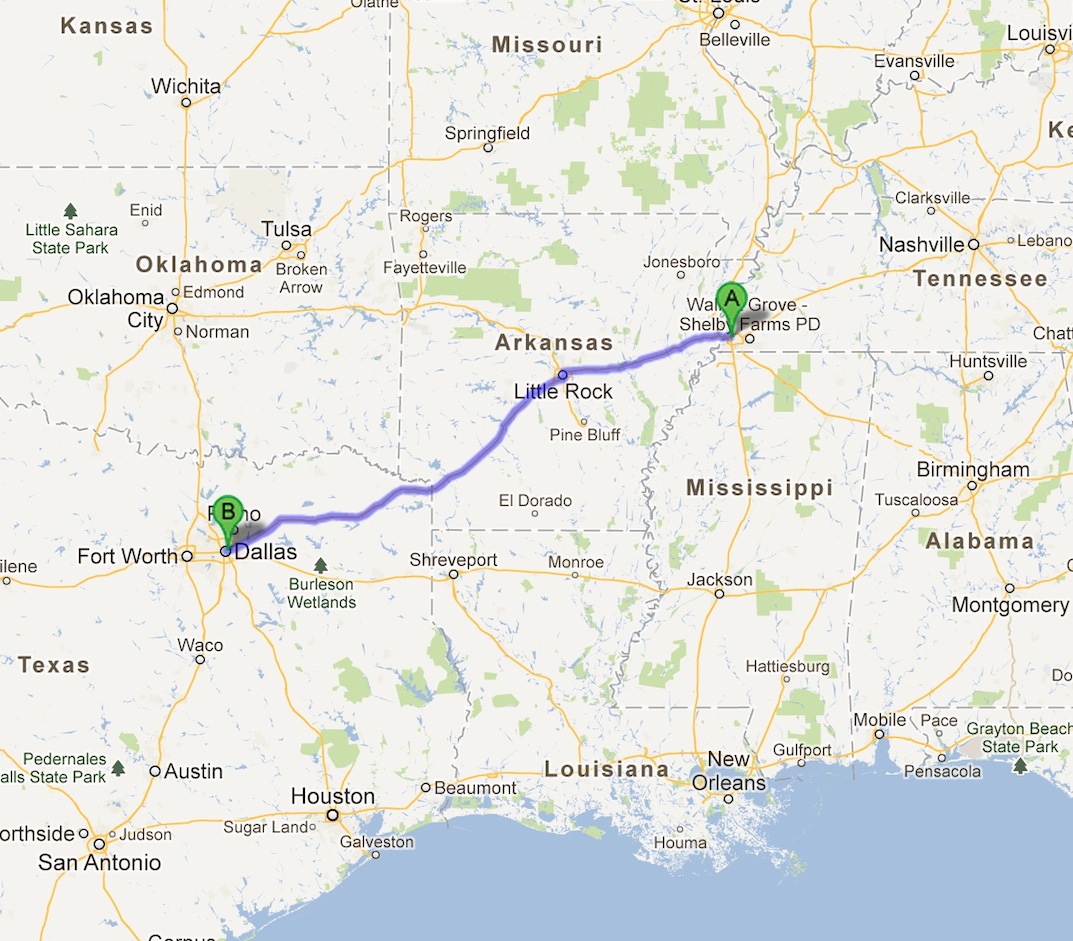 Olathe
St. Louis
Kansas
Missouri
Belleville
Louisvi
Evansville
Wichita
Springfield
Ke
Clarksville
Enid
Rogers
Little Sahara
State Park
Tulsa
Nashville
Lebano
Oklahoma
Broken
Arrow
Fayetteville
Jonesboro
Tennessee
Oklahoma
City
Edmond
A
Wal Grove -
Shelby Farms PD
Norman
Arkansas
Chatt
Huntsville
Little Rock
Pine Bluff
Birmingham
Mississippi
Tuscaloosa
El Dorado
B
P no
Alabama
Fort Worth
Dallas
ilene
Burleson
Wetlands
Shreveport
Monroe
Jackson
Montgomery
Waco
Texas
Hattiesburg
Do
Mobile
Pace
Grayton Beach
State Park
Pedernales
alls State Park
Austin
Louisiana
New
Orleans
Gulfport
Pensacola
Houston
Beaumont
orthside
Judson
Sugar Land
Galveston
Houma
San Antonio
Corpus